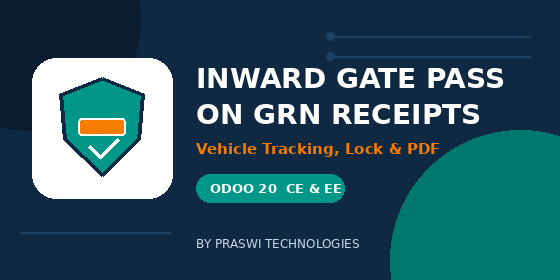 INWARD GATE PASS
ON GRN RECEIPTS
Vehicle Tracking, Lock & PDF
ODOO 20 CE & EE
BY PRASWI TECHNOLOGIES